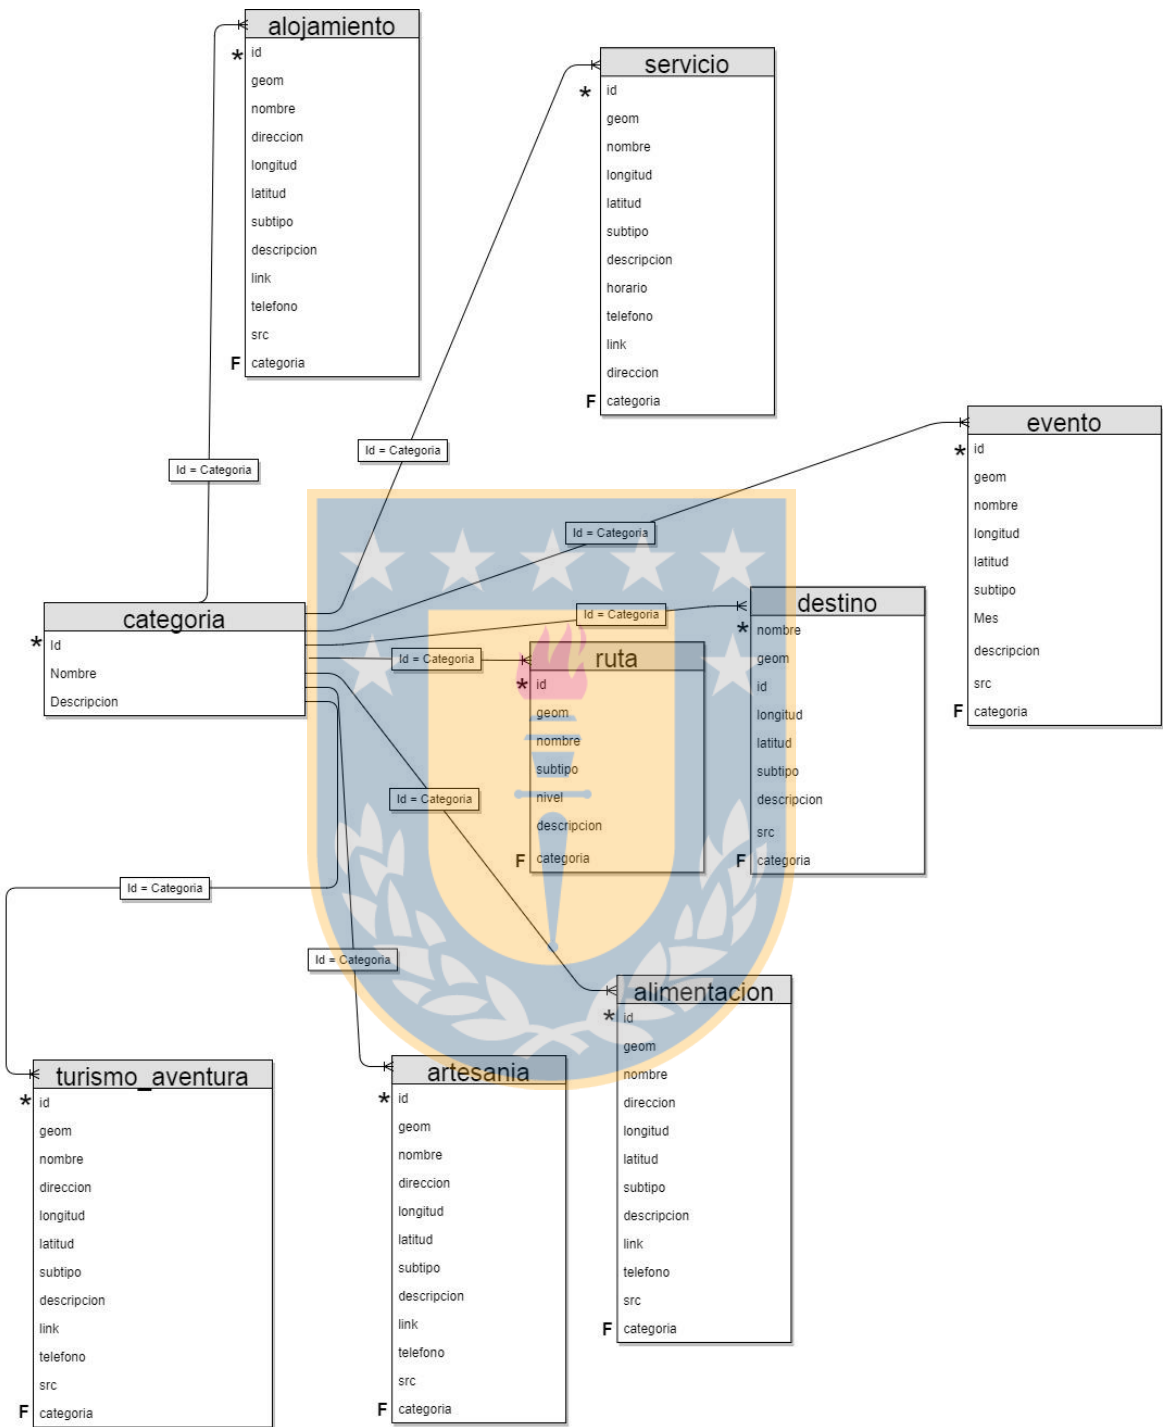 alojamiento
* id
geom
nombre
direccion
longitud
latitud
subtipo
descripcion
link
telefono
src
F categoria
servicio
* id
geom
nombre
longitud
latitud
subtipo
descripcion
horario
telefono
link
direccion
F categoria
evento
* id
geom
nombre
longitud
latitud
subtipo
Mes
descripcion
src
F categoria
Id = Categoria
Id = Categoria
Id = Categoria
Id = Categoria
Id = Categoria
Id = Categoria
Id = Categoria
Id = Categoria
categoria
* Id
Nombre
Descripcion
destino
* nombre
geom
id
longitud
latitud
subtipo
descripcion
src
F categoria
ruta
* id
geom
nombre
subtipo
nivel
descripcion
F categoria
alimentacion
* id
geom
nombre
direccion
longitud
latitud
subtipo
descripcion
link
telefono
src
F categoria
turismo_aventura
* id
geom
nombre
direccion
longitud
latitud
subtipo
descripcion
link
telefono
src
F categoria
artesania
* id
geom
nombre
direccion
longitud
latitud
subtipo
descripcion
link
telefono
src
F categoria